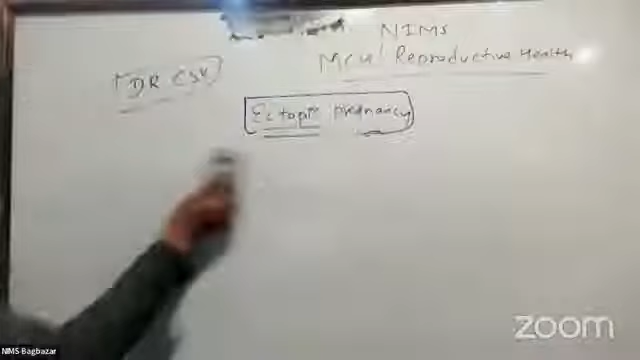 NIMS
Reproductive Health
DR CSK
Ectopic pregnancy
zoom
NIMS-Bagbazar